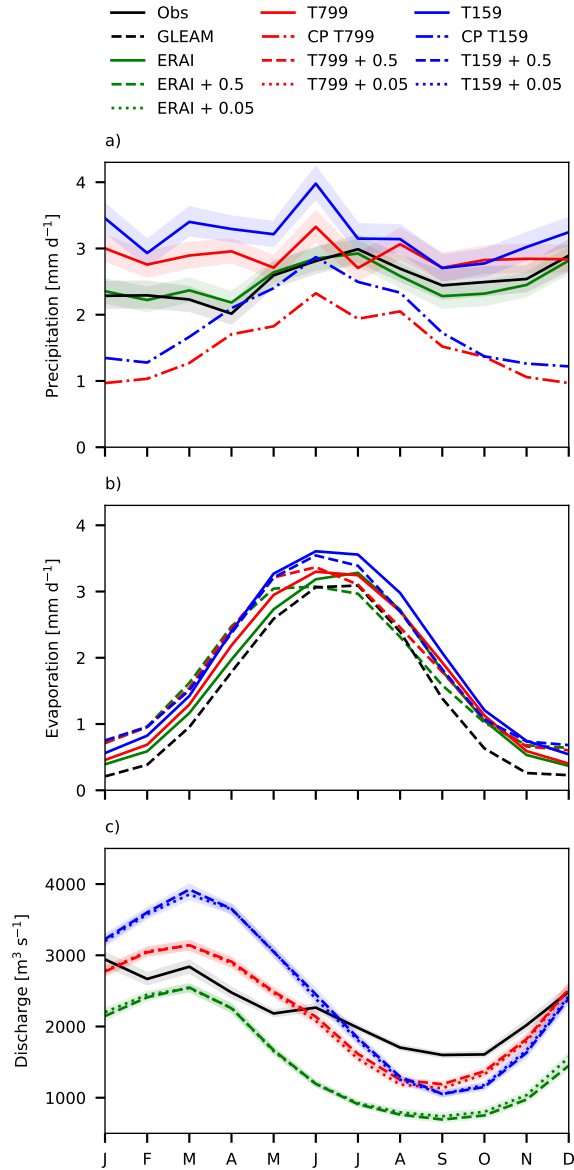 Obs
GLEAM
ERAI
ERAI + 0.5
ERAI + 0.05
T799
CP T799
T799 + 0.5
T799 + 0.05
T159
CP T159
T159 + 0.5
T159 + 0.05
a)
Precipitation [mm d⁻¹]
4
3
2
1
0
b)
Evaporation [mm d⁻¹]
4
3
2
1
0
c)
Discharge [m³ s⁻¹]
4000
3000
2000
1000
J F M A M J J A S O N D